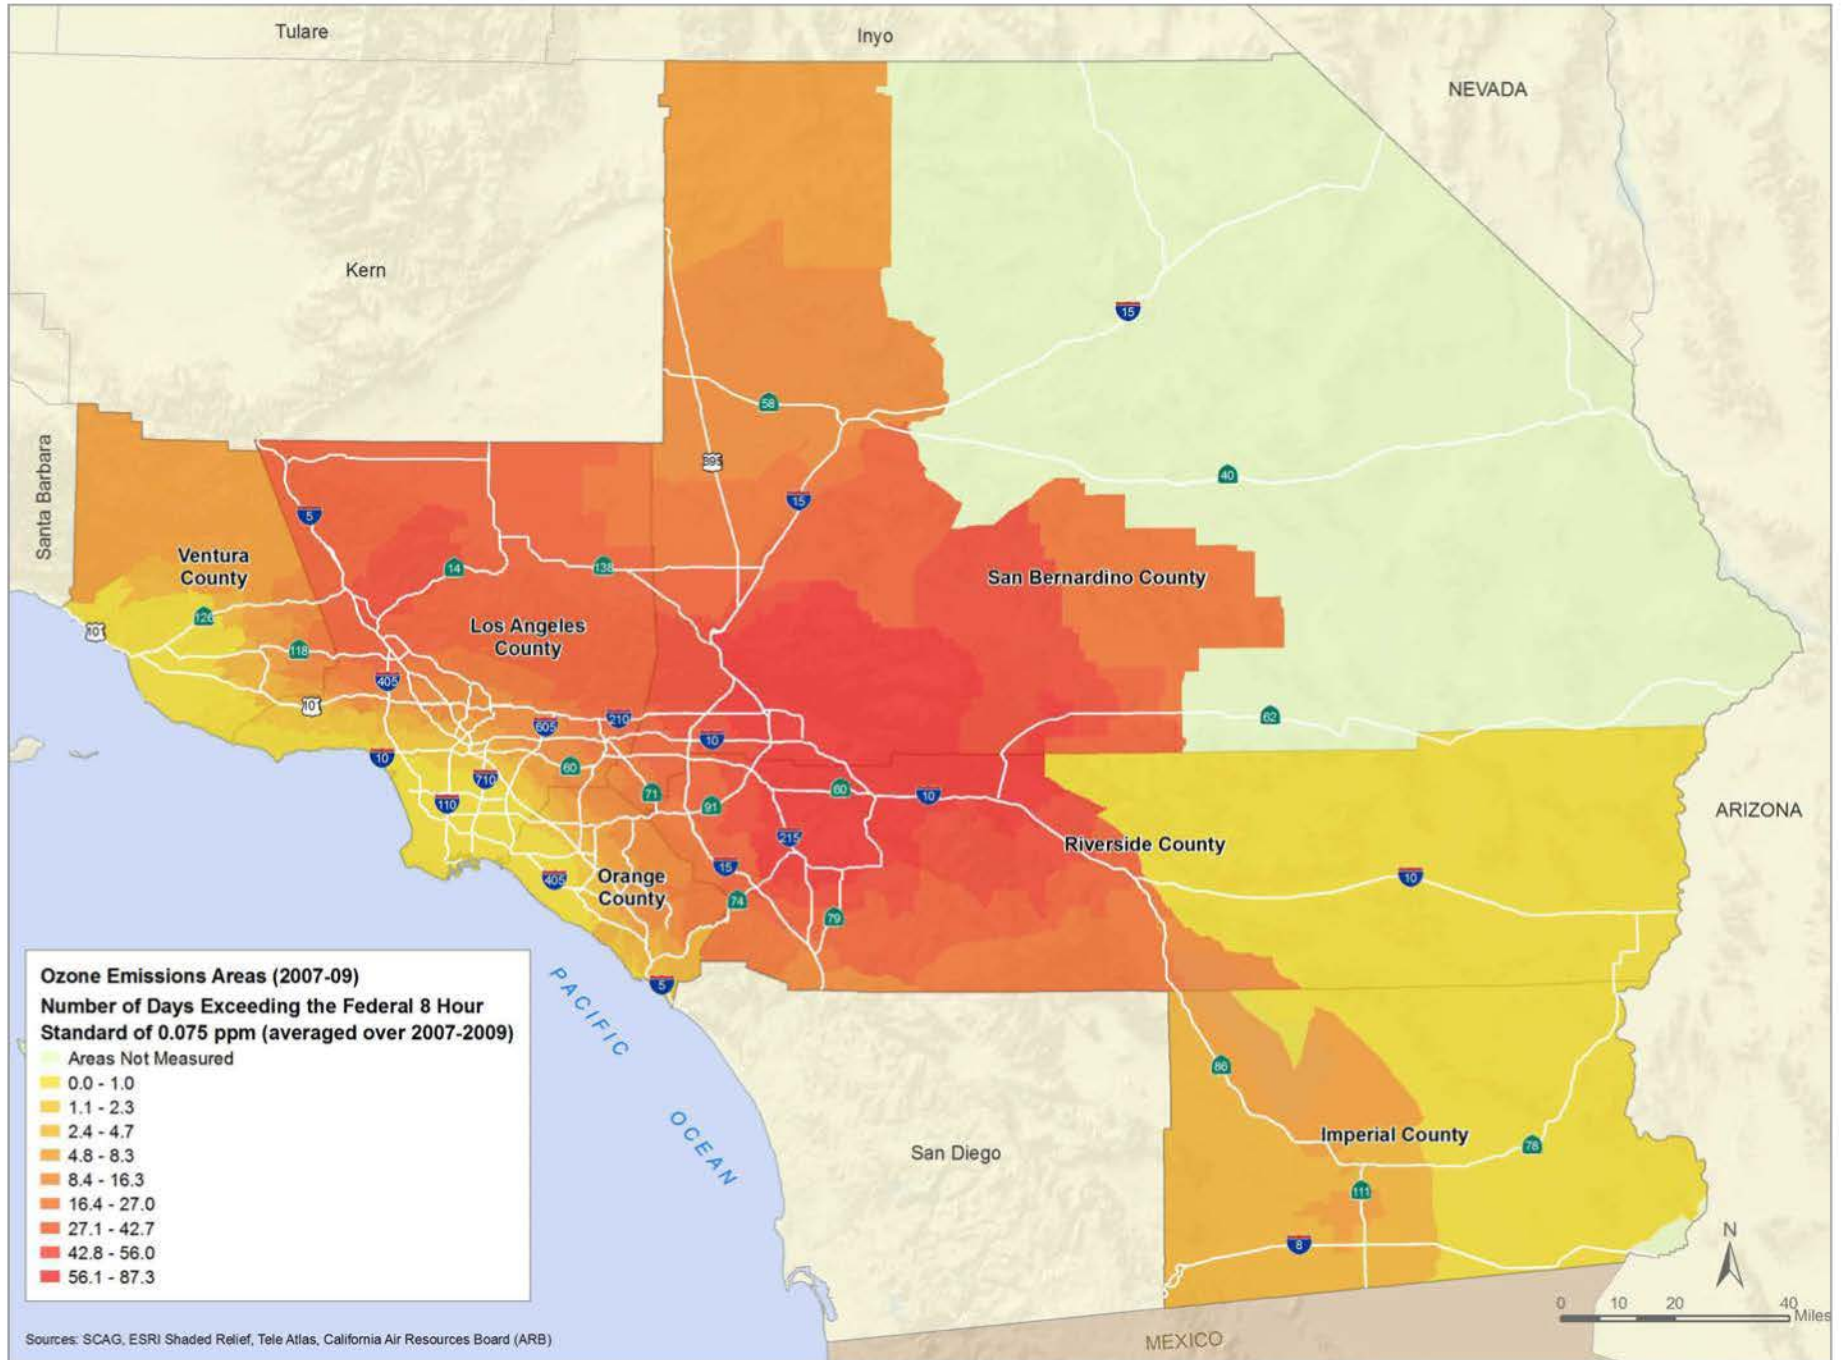 Tulare
Inyo
NEVADA
Kern
15
58
395
40
Santa Barbara
5
15
Ventura
County
14
138
San Bernardino County
126
101
Los Angeles
County
118
405
101
605
210
62
10
10
60
710
71
60
10
110
91
ARIZONA
215
Riverside County
15
405
Orange
County
10
74
79
5
PACIFIC
OCEAN
86
Imperial County
78
San Diego
111
8
N
MEXICO
0 10 20 40
Miles
Ozone Emissions Areas (2007-09)
Number of Days Exceeding the Federal 8 Hour
Standard of 0.075 ppm (averaged over 2007-2009)
Areas Not Measured
0.0 - 1.0
1.1 - 2.3
2.4 - 4.7
4.8 - 8.3
8.4 - 16.3
16.4 - 27.0
27.1 - 42.7
42.8 - 56.0
56.1 - 87.3
Sources: SCAG, ESRI Shaded Relief, Tele Atlas, California Air Resources Board (ARB)